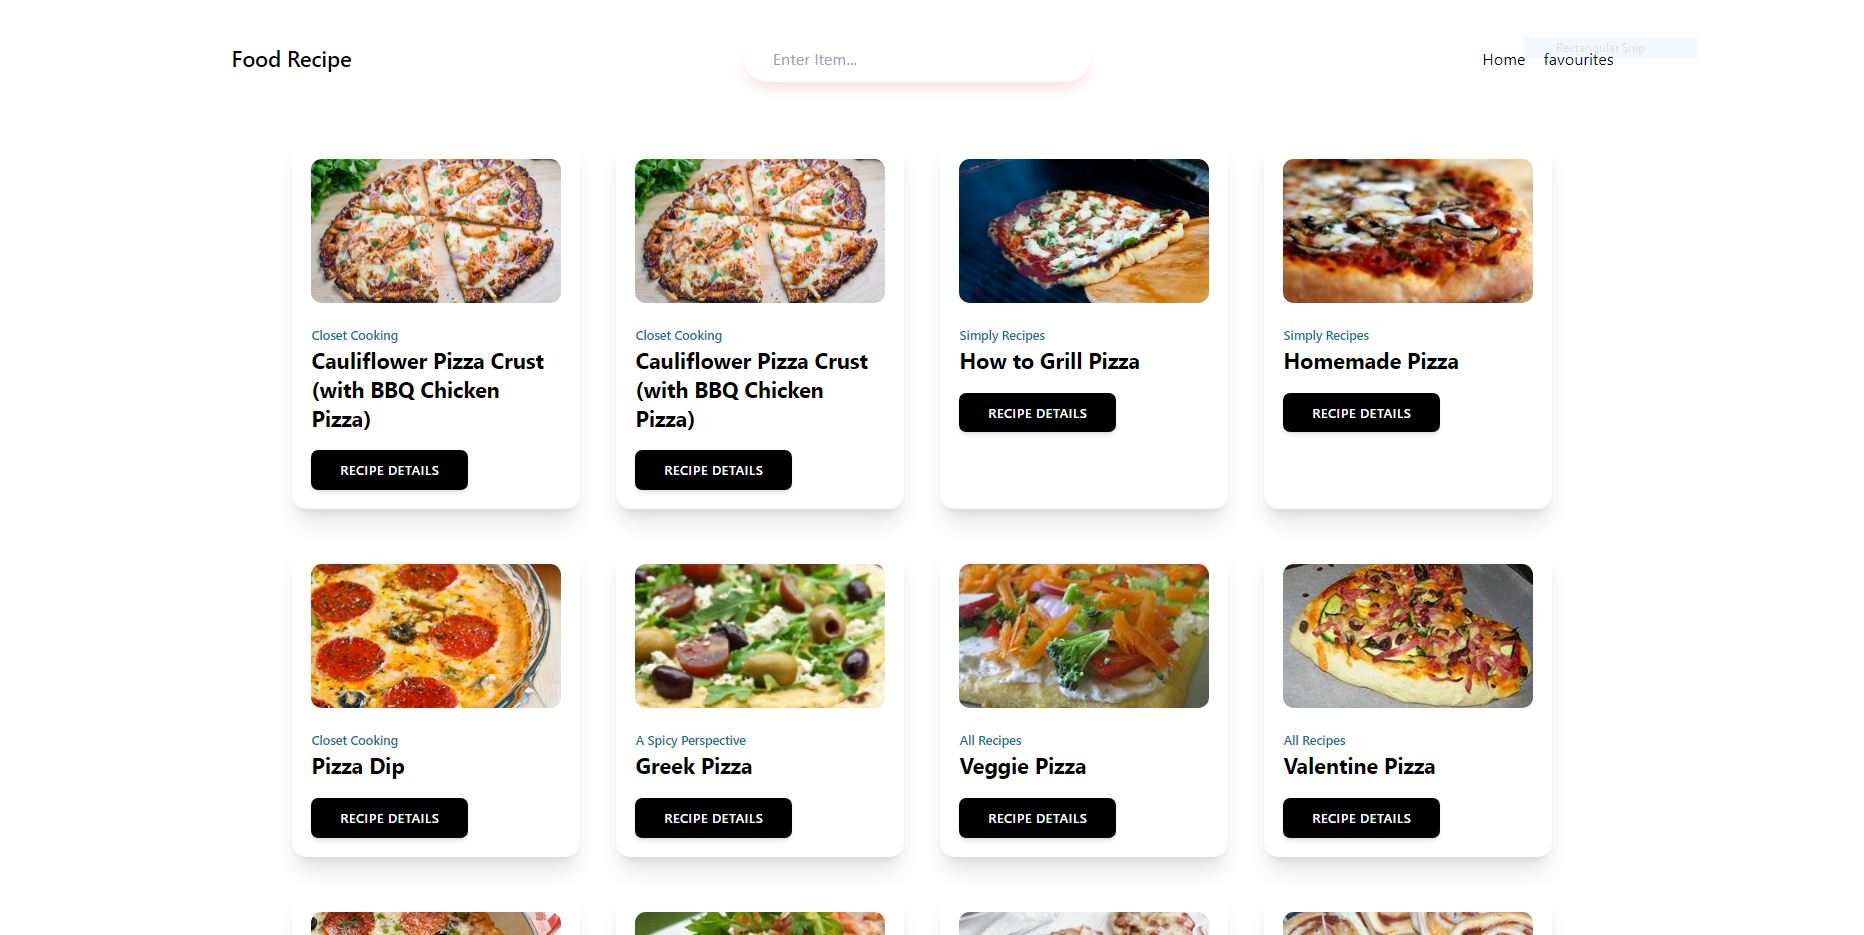 Food Recipe
Enter Item...
Rectangular Snip
Home favourites
Closet Cooking
Cauliflower Pizza Crust
(with BBQ Chicken
Pizza)
RECIPE DETAILS
Closet Cooking
Cauliflower Pizza Crust
(with BBQ Chicken
Pizza)
RECIPE DETAILS
Simply Recipes
How to Grill Pizza
RECIPE DETAILS
Simply Recipes
Homemade Pizza
RECIPE DETAILS
Closet Cooking
Pizza Dip
RECIPE DETAILS
A Spicy Perspective
Greek Pizza
RECIPE DETAILS
All Recipes
Veggie Pizza
RECIPE DETAILS
All Recipes
Valentine Pizza
RECIPE DETAILS